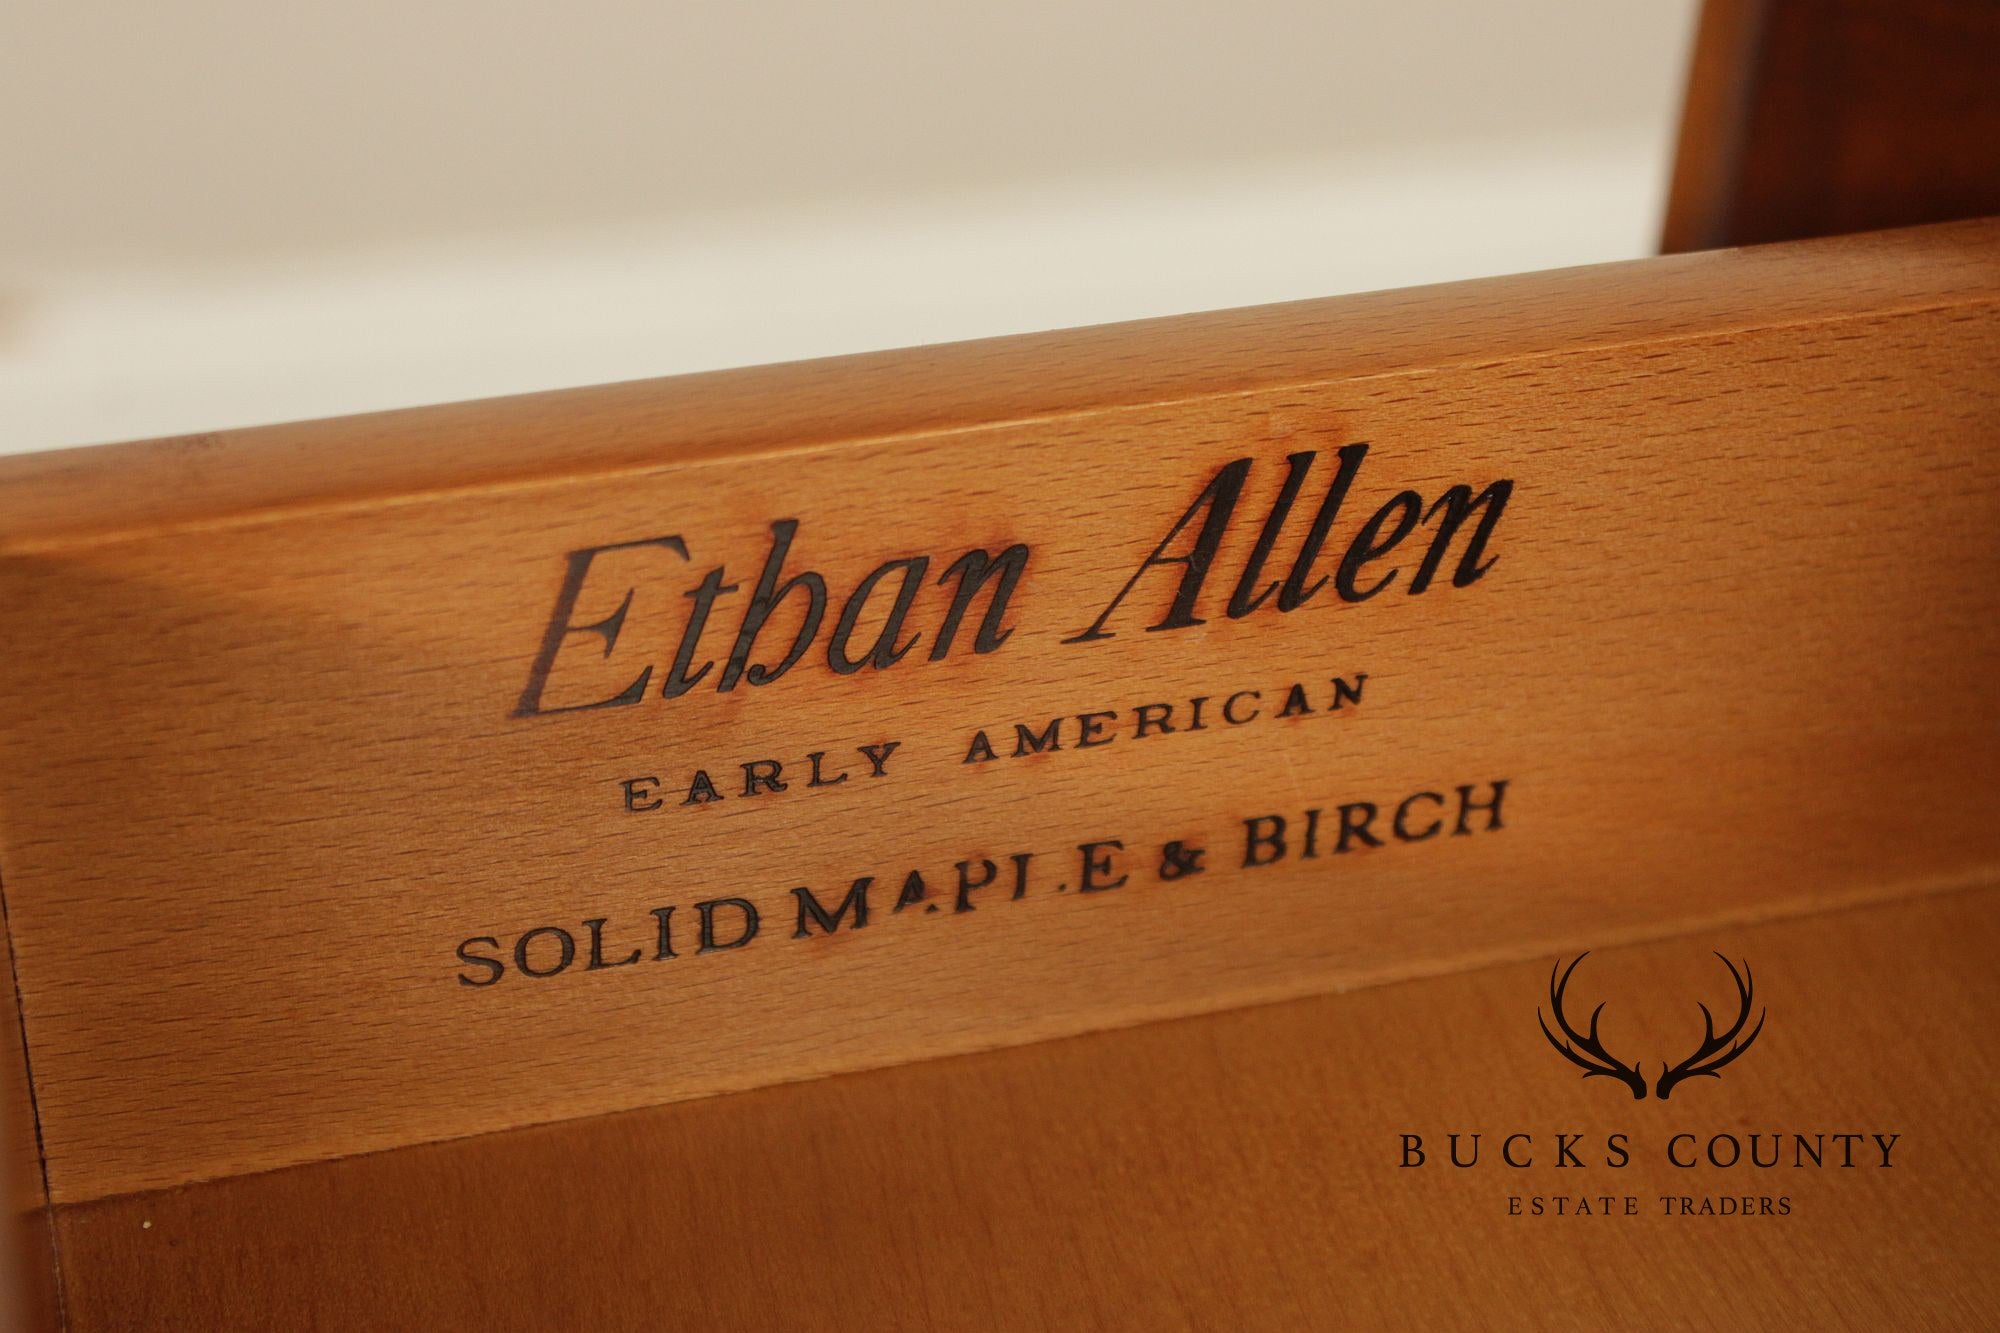 Ethan Allen
EARLY AMERICAN
SOLID MAPLE & BIRCH
BUCKS COUNTY
ESTATE TRADERS